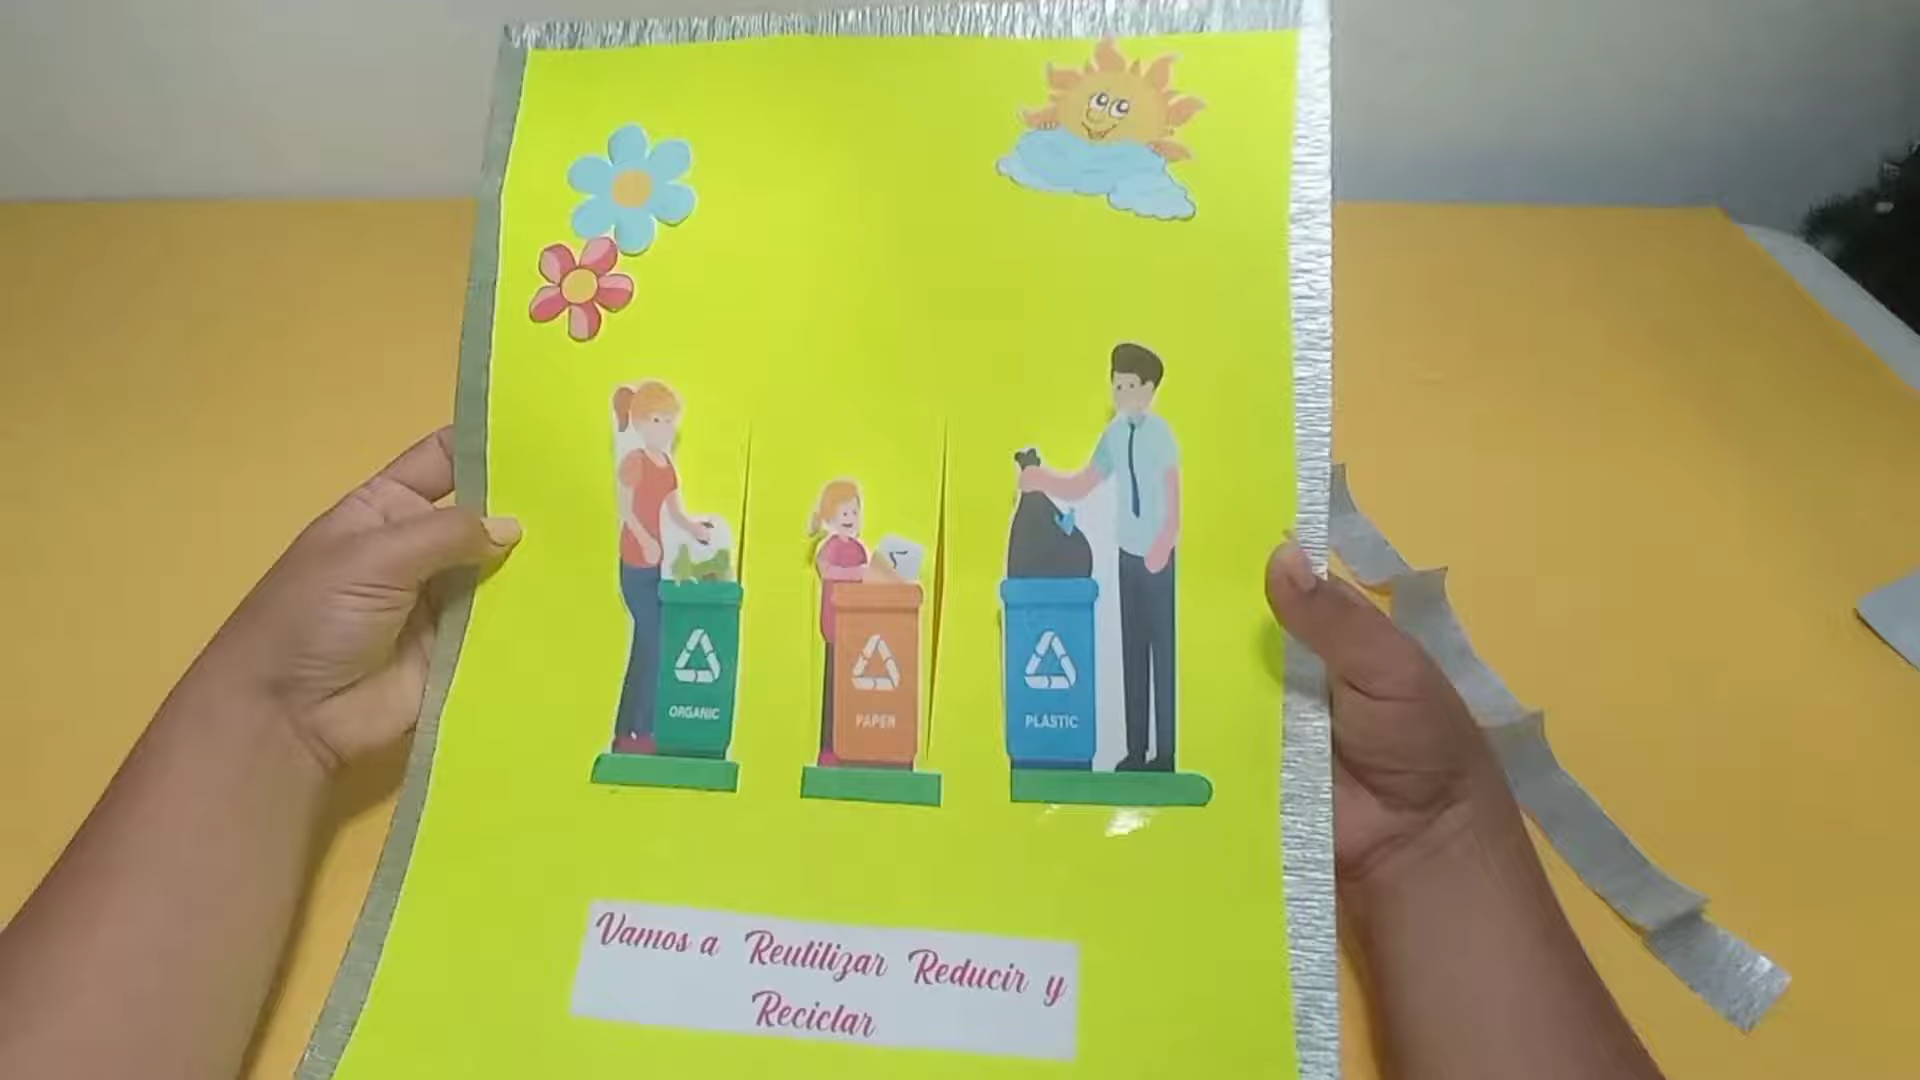 ORGANIC
PAPER
PLASTIC
Vamos a Reutilizar Reducir y
Reciclar